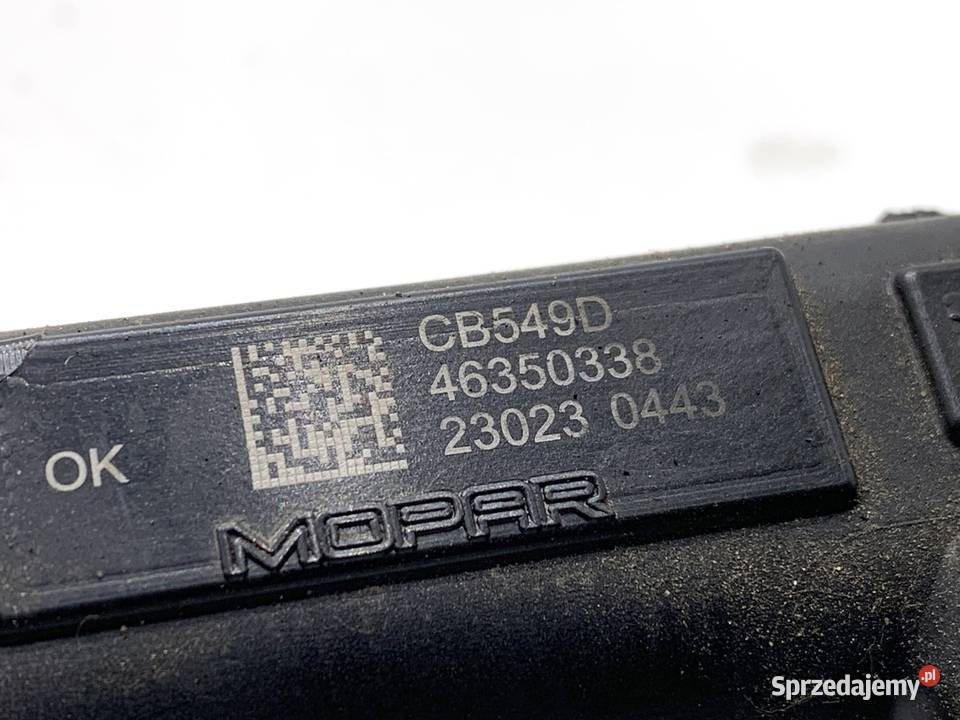 CB549D
46350338
23023 0443
OK
MOPAR
Sprzedajemy.pl